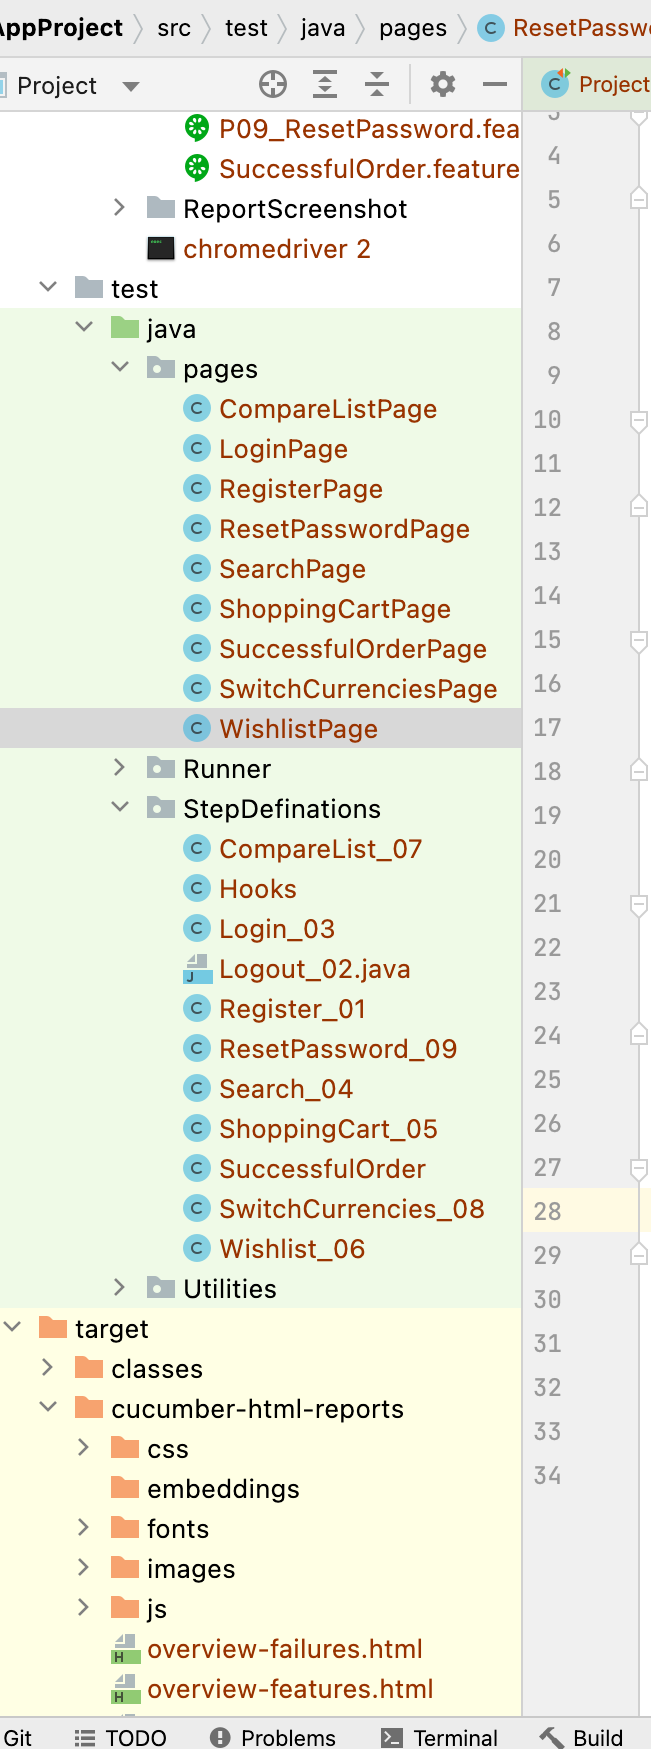 AppProject src test java pages C ResetPassw
Project C Project
P09_ResetPassword.fea
SuccessfulOrder.feature
ReportScreenshot
chromedriver 2
test
java
pages
C CompareListPage
C LoginPage
C RegisterPage
C ResetPasswordPage
C SearchPage
C ShoppingCartPage
C SuccessfulOrderPage
C SwitchCurrenciesPage
C WishlistPage
Runner
StepDefinations
C CompareList_07
C Hooks
C Login_03
J Logout_02.java
C Register_01
C ResetPassword_09
C Search_04
C ShoppingCart_05
C SuccessfulOrder
C SwitchCurrencies_08
C Wishlist_06
Utilities
target
classes
cucumber-html-reports
css
embeddings
fonts
images
js
H overview-failures.html
H overview-features.html
3
4
5
6
7
8
9
10
11
12
13
14
15
16
17
18
19
20
21
22
23
24
25
26
27
28
29
30
31
32
33
34
Git TODO Problems Terminal Build